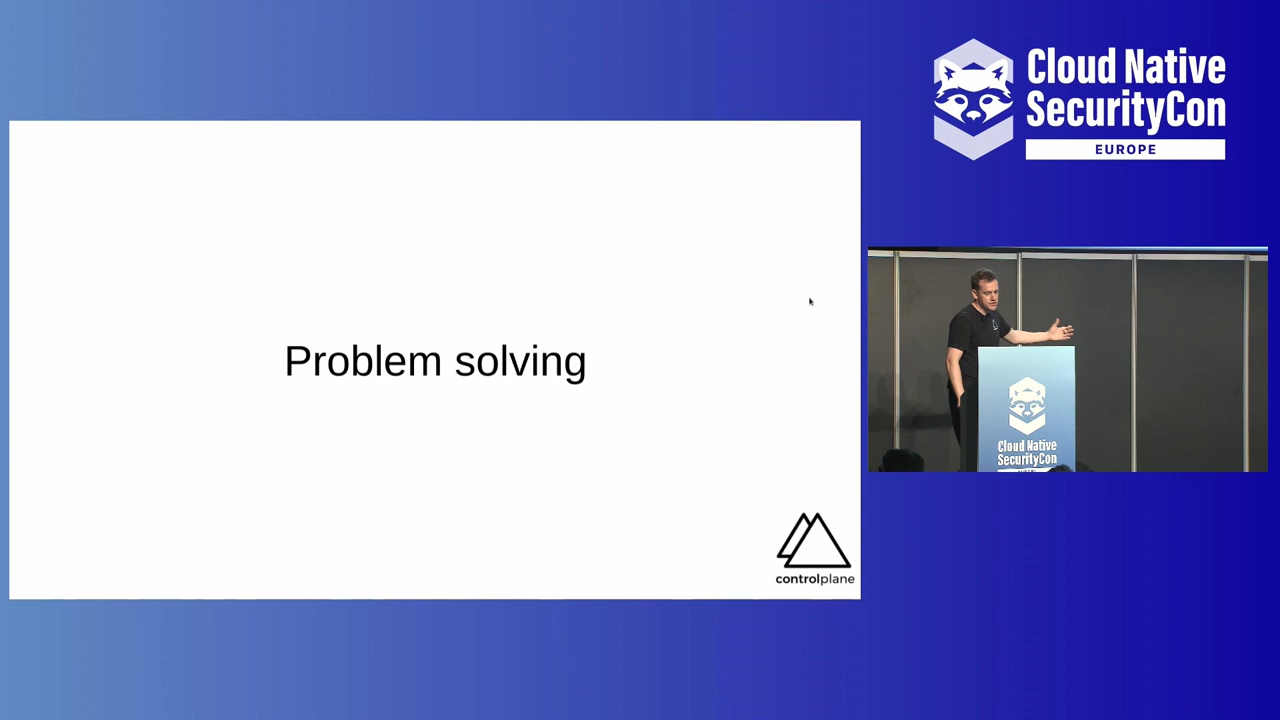 Cloud Native
SecurityCon
EUROPE
Problem solving
controlplane
Cloud Native
SecurityCon